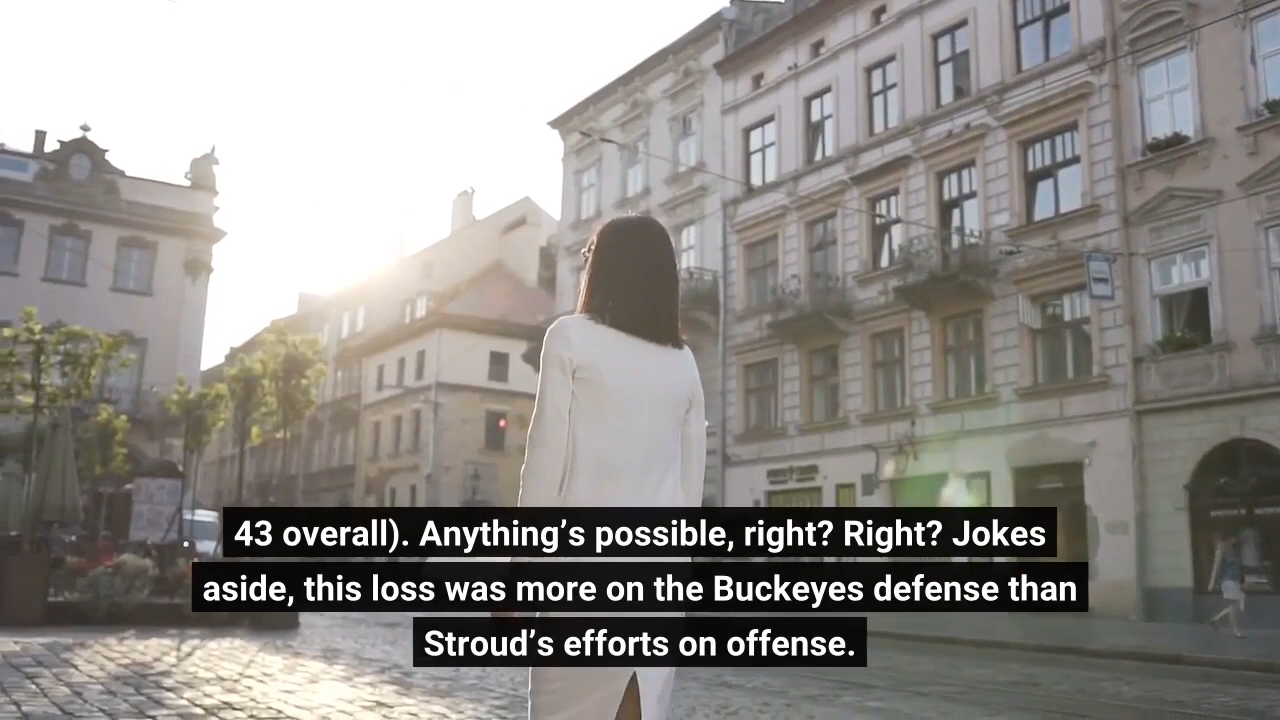 43 overall). Anything’s possible, right? Right? Jokes
aside, this loss was more on the Buckeyes defense than
Stroud’s efforts on offense.